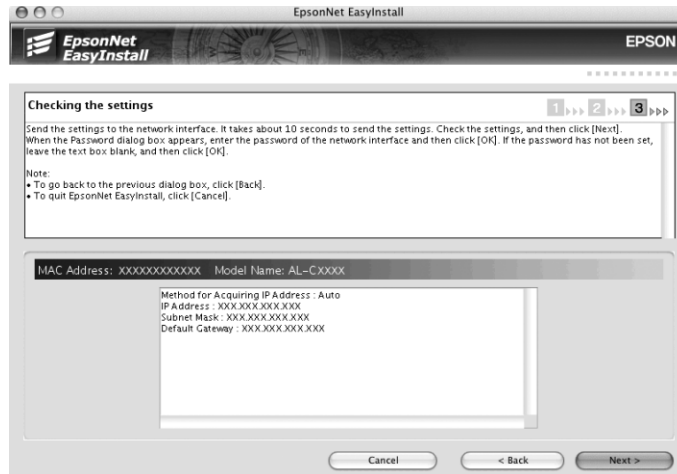 EpsonNet EasyInstall
EpsonNet
EasyInstall
EPSON
Checking the settings
1 2 3
Send the settings to the network interface. It takes about 10 seconds to send the settings. Check the settings, and then click [Next].
When the Password dialog box appears, enter the password of the network interface and then click [OK]. If the password has not been set,
leave the text box blank, and then click [OK].
Note:
• To go back to the previous dialog box, click [Back].
• To quit EpsonNet EasyInstall, click [Cancel].
MAC Address: XXXXXXXXXXXX Model Name: AL-CXXXX
Method for Acquiring IP Address : Auto
IP Address : XXX.XXX.XXX.XXX
Subnet Mask : XXX.XXX.XXX.XXX
Default Gateway : XXX.XXX.XXX.XXX
Cancel < Back Next >